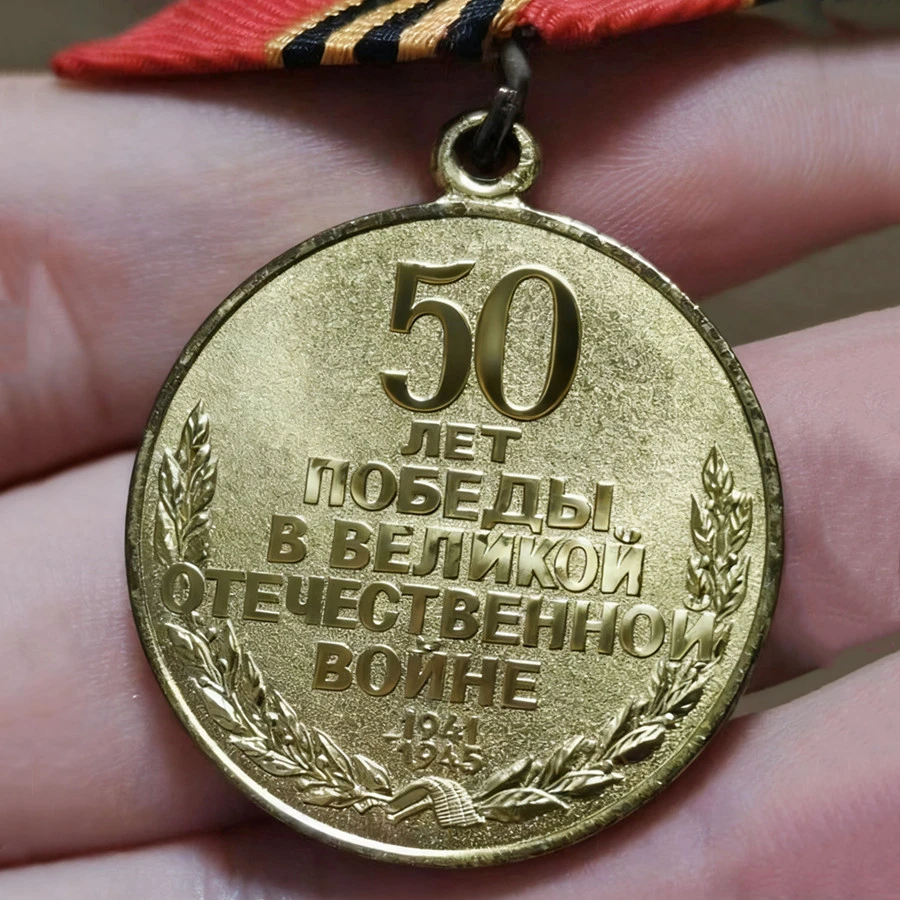 50
ЛЕТ
ПОБЕДЫ
В ВЕЛИКОЙ
ОТЕЧЕСТВЕННОЙ
ВОЙНЕ
1941
1945